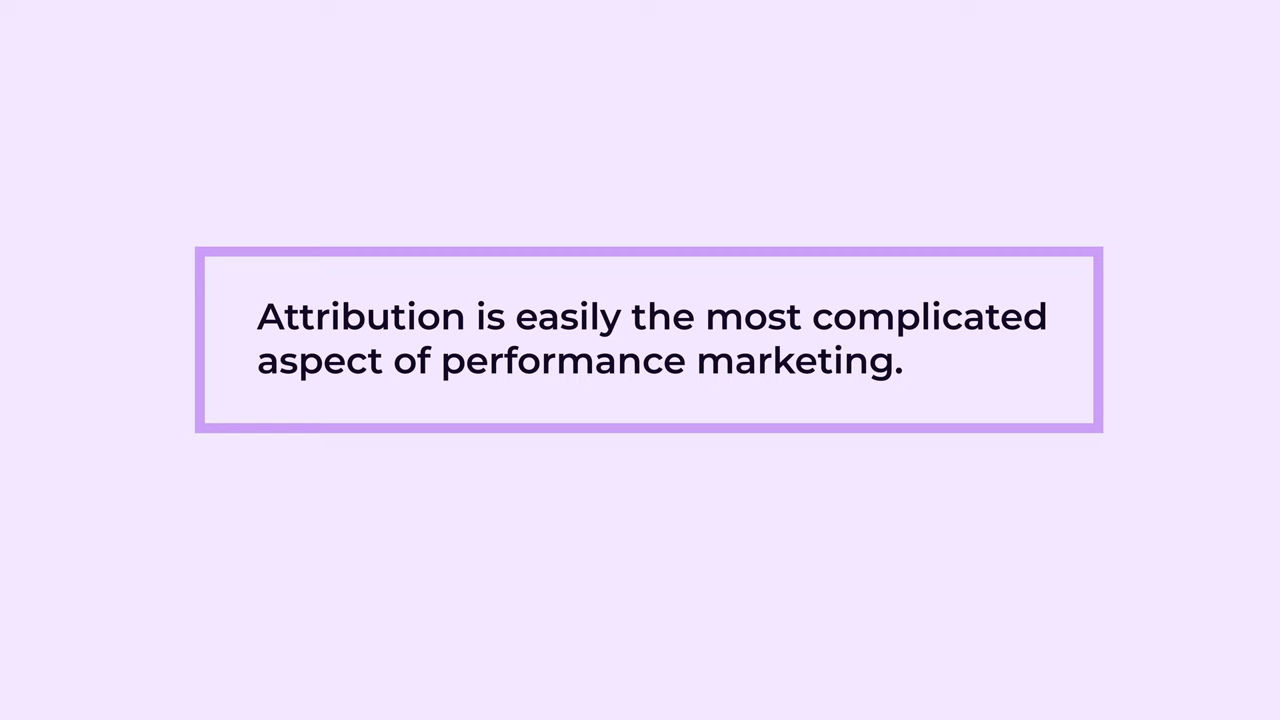 Attribution is easily the most complicated
aspect of performance marketing.